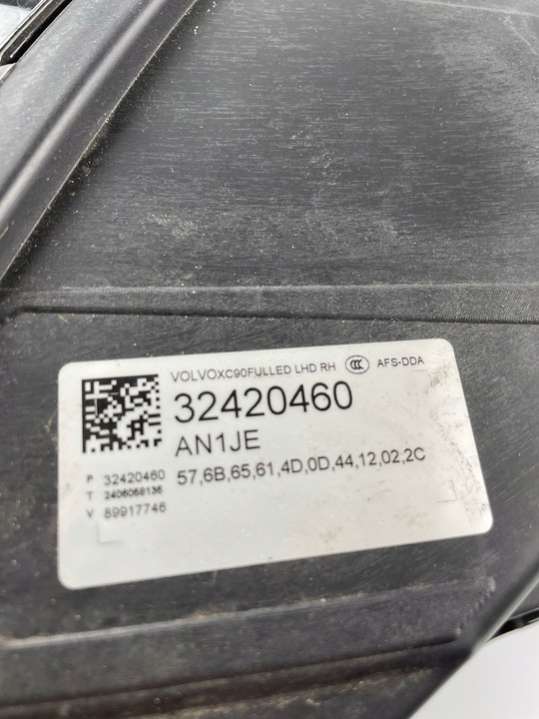 VOLVOXC90FULLED LHD RH CCC AFS-DDA
32420460
AN1JE
57,6B,65,61,4D,0D,44,12,02,2C
P 32420460
T 2406068136
V 89917746